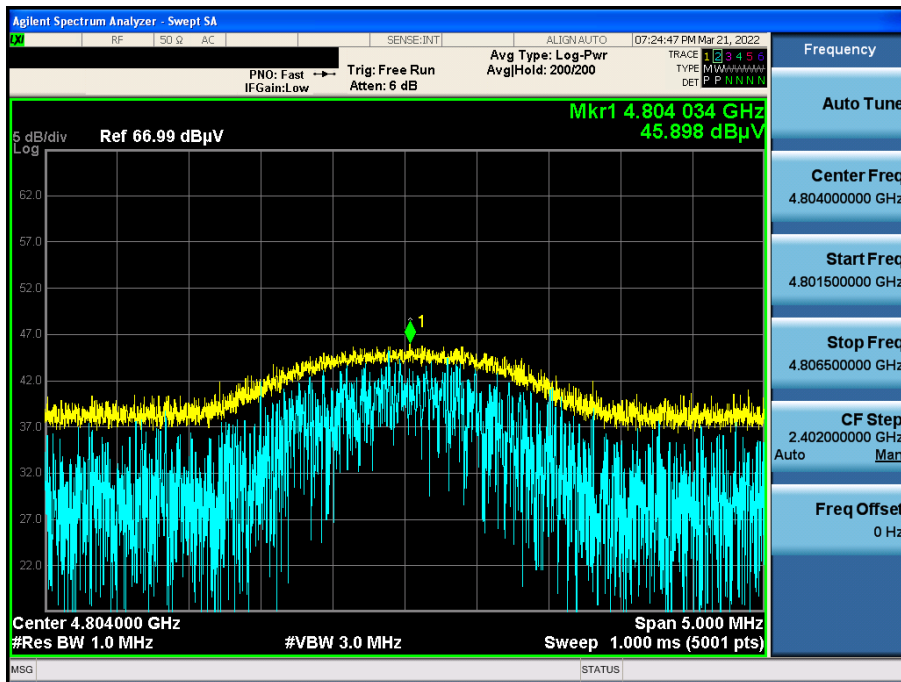 Agilent Spectrum Analyzer - Swept SA
LXI RF 50 Ω AC SENSE:INT ALIGN AUTO 07:24:47 PM Mar 21, 2022
PNO: Fast
IFGain:Low
Trig: Free Run
Atten: 6 dB
Avg Type: Log-Pwr
Avg|Hold: 200/200
TRACE 1 2 3 4 5 6
TYPE M W W W W W
DET P P N N N N
Mkr1 4.804 034 GHz
45.898 dBµV
5 dB/div Ref 66.99 dBµV
Log
62.0
57.0
52.0
47.0
42.0
37.0
32.0
27.0
22.0
1
Center 4.804000 GHz Span 5.000 MHz
#Res BW 1.0 MHz #VBW 3.0 MHz Sweep 1.000 ms (5001 pts)
MSG STATUS
Frequency
Auto Tune
Center Freq
4.804000000 GHz
Start Freq
4.801500000 GHz
Stop Freq
4.806500000 GHz
CF Step
2.402000000 GHz
Auto Man
Freq Offset
0 Hz